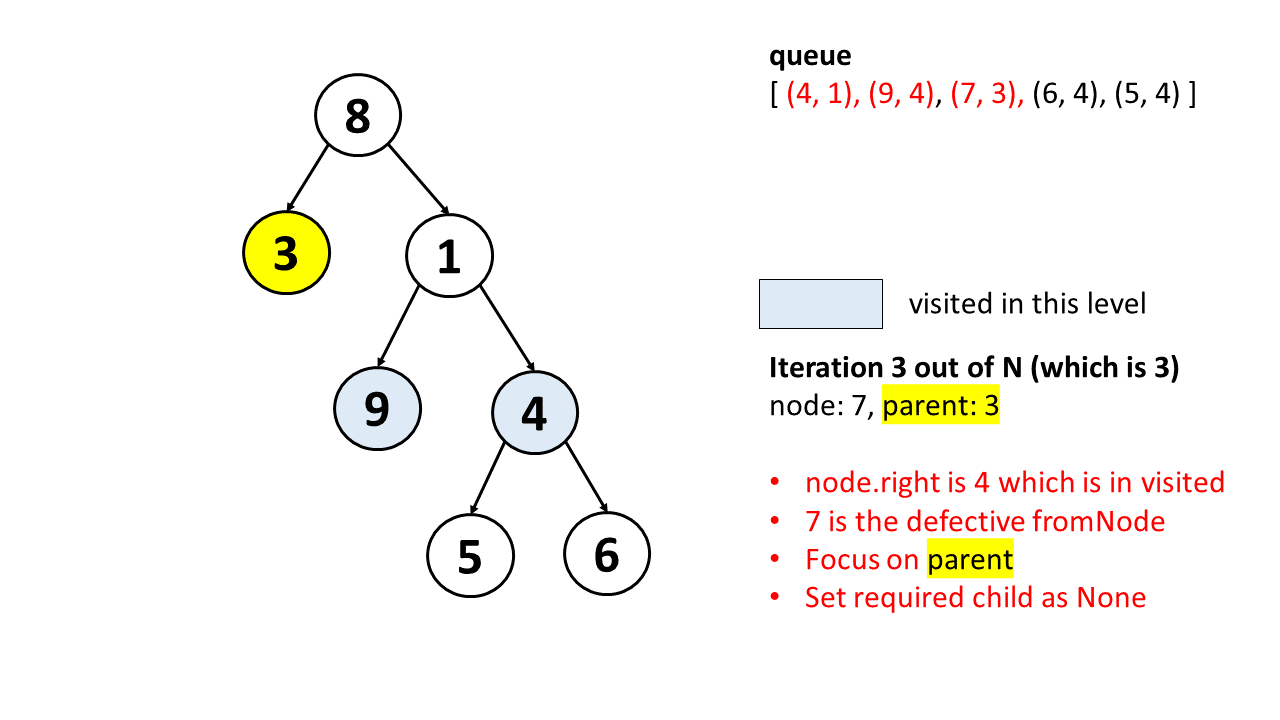 queue
[ (4, 1), (9, 4), (7, 3), (6, 4), (5, 4) ]
8
3
1
9
4
5
6
visited in this level
Iteration 3 out of N (which is 3)
node: 7, parent: 3
• node.right is 4 which is in visited
• 7 is the defective fromNode
• Focus on parent
• Set required child as None